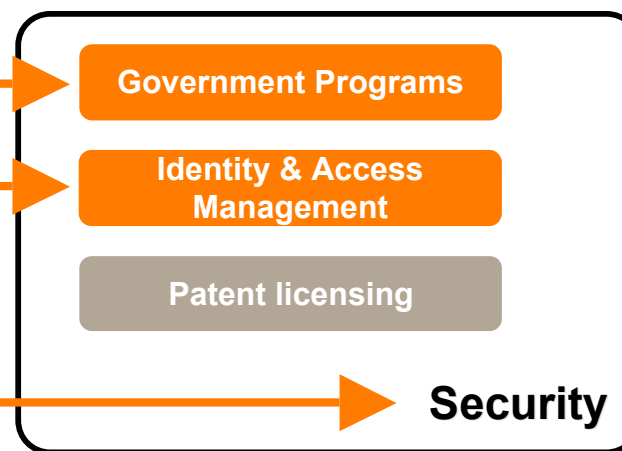 Government Programs
Identity & Access
Management
Patent licensing
Security